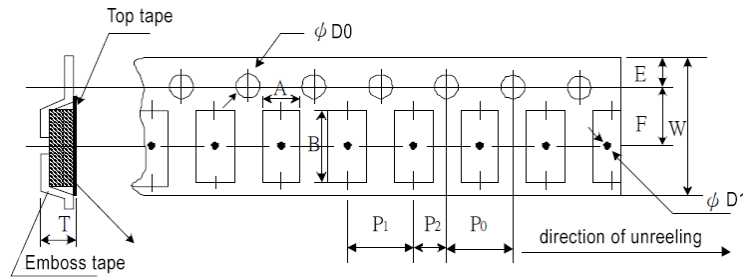 Top tape
ϕ D0
A
E
F
W
B
ϕ D1
T
P1
P2
P0
direction of unreeling
Emboss tape